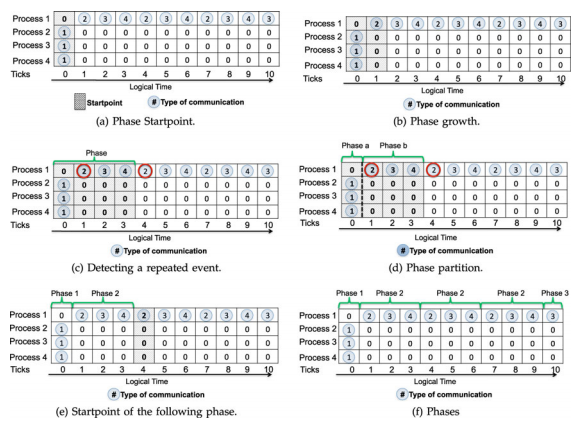 Process 1 0 2 3 4 2 3 4 2 3 4 3
Process 2 1 0 0 0 0 0 0 0 0 0 0
Process 3 1 0 0 0 0 0 0 0 0 0 0
Process 4 1 0 0 0 0 0 0 0 0 0 0
Ticks 0 1 2 3 4 5 6 7 8 9 10
Logical Time
Startpoint # Type of communication
(a) Phase Startpoint.
Process 1 0 2 3 4 2 3 4 2 3 4 3
Process 2 1 0 0 0 0 0 0 0 0 0 0
Process 3 1 0 0 0 0 0 0 0 0 0 0
Process 4 1 0 0 0 0 0 0 0 0 0 0
Ticks 0 1 2 3 4 5 6 7 8 9 10
Logical Time
# Type of communication
(b) Phase growth.
Phase
Process 1 0 2 3 4 2 3 4 2 3 4 3
Process 2 1 0 0 0 0 0 0 0 0 0 0
Process 3 1 0 0 0 0 0 0 0 0 0 0
Process 4 1 0 0 0 0 0 0 0 0 0 0
Ticks 0 1 2 3 4 5 6 7 8 9 10
Logical Time
# Type of communication
(c) Detecting a repeated event.
Phase a Phase b
Process 1 0 2 3 4 2 3 4 2 3 4 3
Process 2 1 0 0 0 0 0 0 0 0 0 0
Process 3 1 0 0 0 0 0 0 0 0 0 0
Process 4 1 0 0 0 0 0 0 0 0 0 0
Ticks 0 1 2 3 4 5 6 7 8 9 10
Logical Time
# Type of communication
(d) Phase partition.
Phase 1 Phase 2
Process 1 0 2 3 4 2 3 4 2 3 4 3
Process 2 1 0 0 0 0 0 0 0 0 0 0
Process 3 1 0 0 0 0 0 0 0 0 0 0
Process 4 1 0 0 0 0 0 0 0 0 0 0
Ticks 0 1 2 3 4 5 6 7 8 9 10
Logical Time
# Type of communication
(e) Startpoint of the following phase.
Phase 1 Phase 2 Phase 2 Phase 2 Phase 3
Process 1 0 2 3 4 2 3 4 2 3 4 3
Process 2 1 0 0 0 0 0 0 0 0 0 0
Process 3 1 0 0 0 0 0 0 0 0 0 0
Process 4 1 0 0 0 0 0 0 0 0 0 0
Ticks 0 1 2 3 4 5 6 7 8 9 10
Logical Time
# Type of communication
(f) Phases